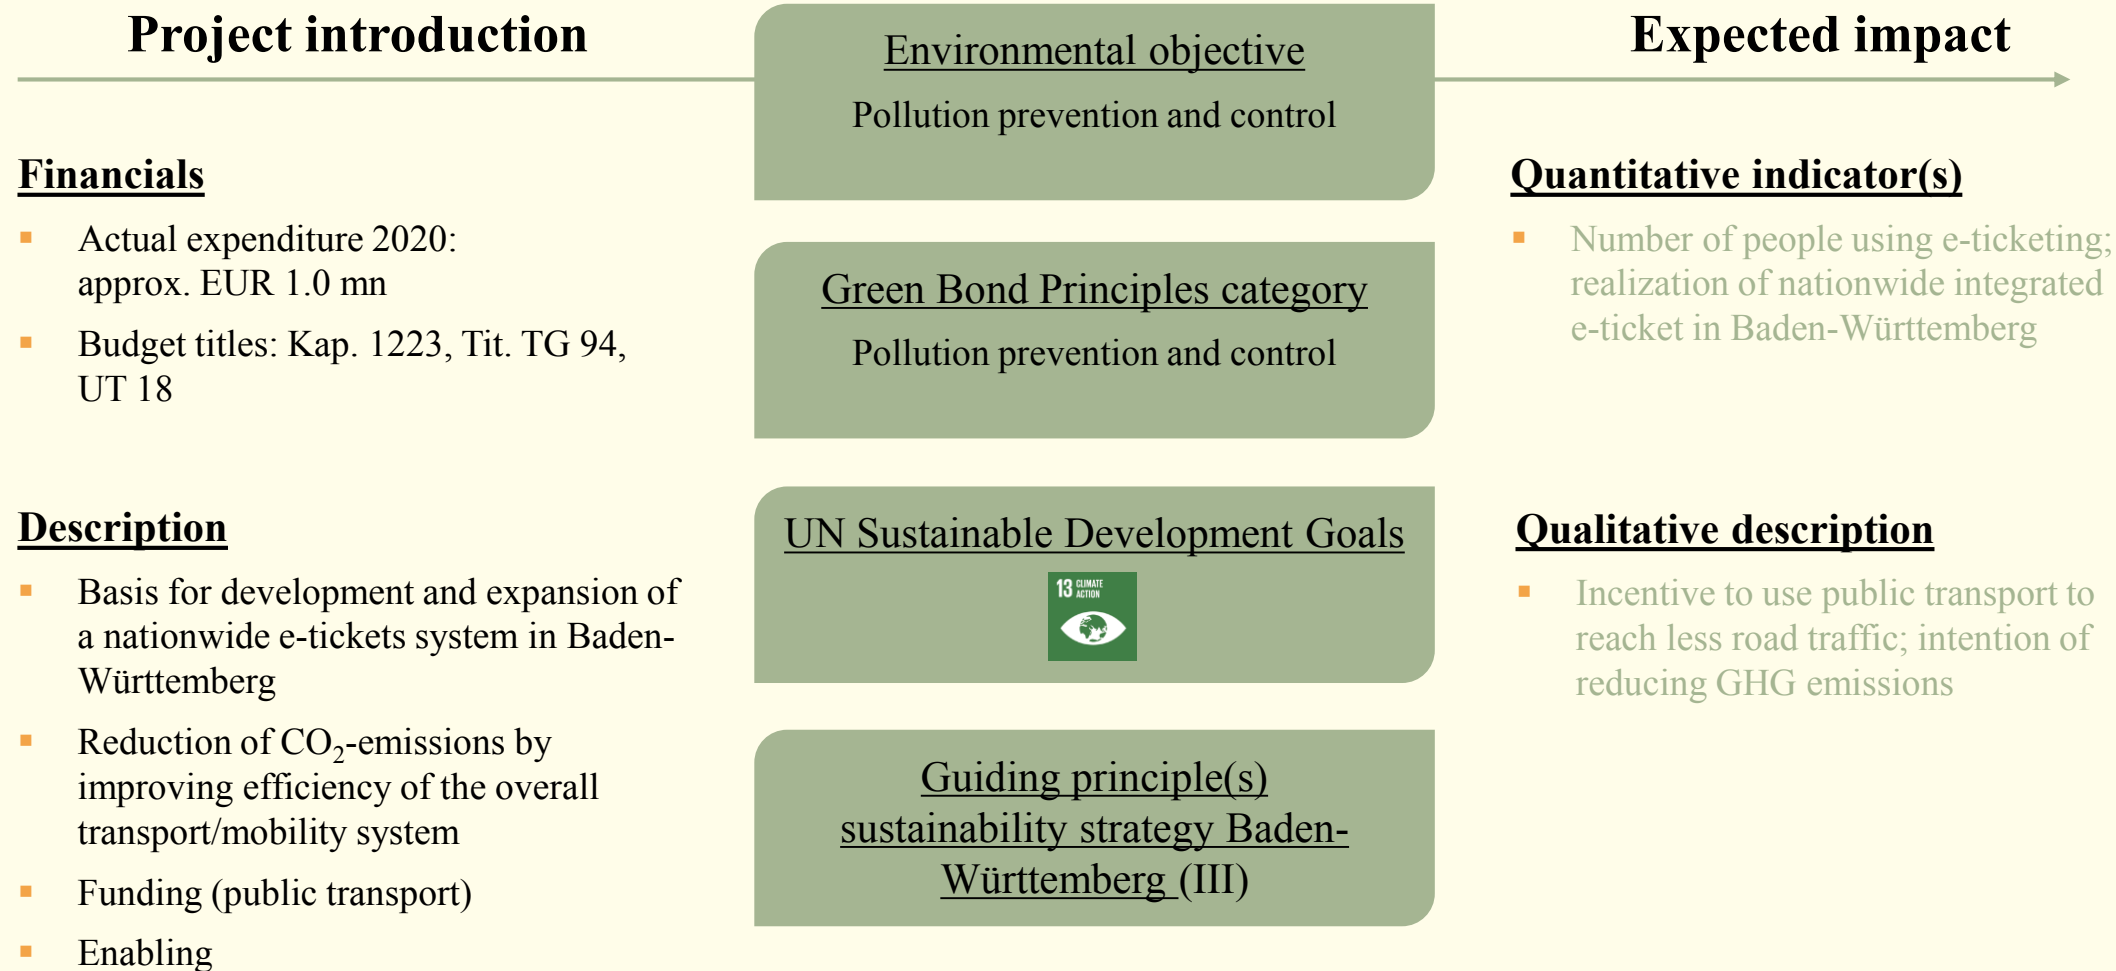 Project introduction
Financials
Actual expenditure 2020:
approx. EUR 1.0 mn
Budget titles: Kap. 1223, Tit. TG 94,
UT 18
Description
Basis for development and expansion of
a nationwide e-tickets system in Baden-
Württemberg
Reduction of CO₂-emissions by
improving efficiency of the overall
transport/mobility system
Funding (public transport)
Enabling
Environmental objective
Pollution prevention and control
Green Bond Principles category
Pollution prevention and control
UN Sustainable Development Goals
13 CLIMATE
ACTION
Guiding principle(s)
sustainability strategy Baden-
Württemberg (III)
Expected impact
Quantitative indicator(s)
Number of people using e-ticketing;
realization of nationwide integrated
e-ticket in Baden-Württemberg
Qualitative description
Incentive to use public transport to
reach less road traffic; intention of
reducing GHG emissions